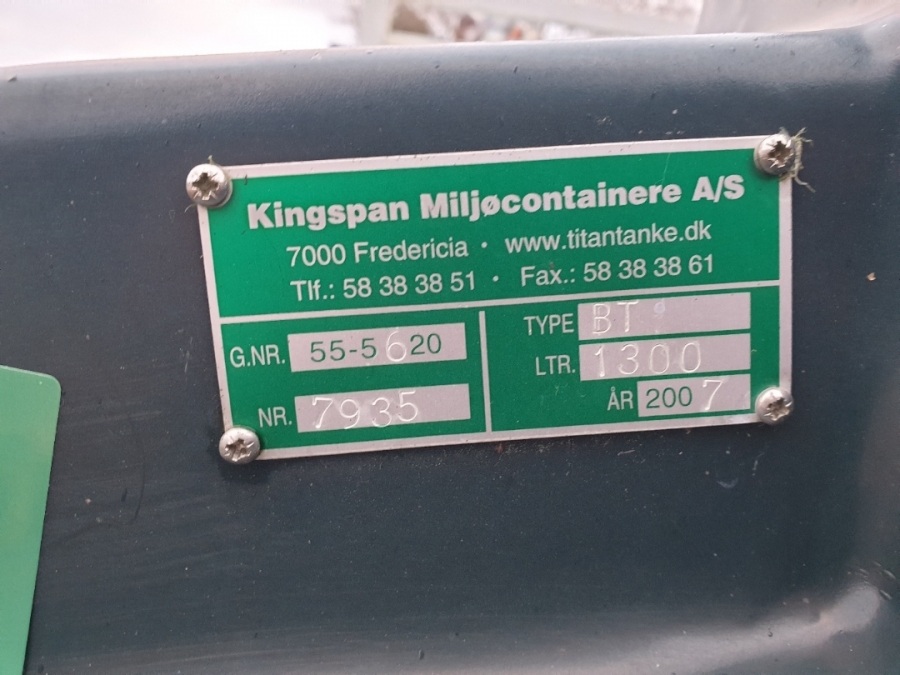 Kingspan Miljøcontainere A/S
7000 Fredericia • www.titantanke.dk
Tlf.: 58 38 38 51 • Fax.: 58 38 38 61
G.NR. 55-5620
NR. 7935
TYPE BT
LTR. 1300
ÅR 2007